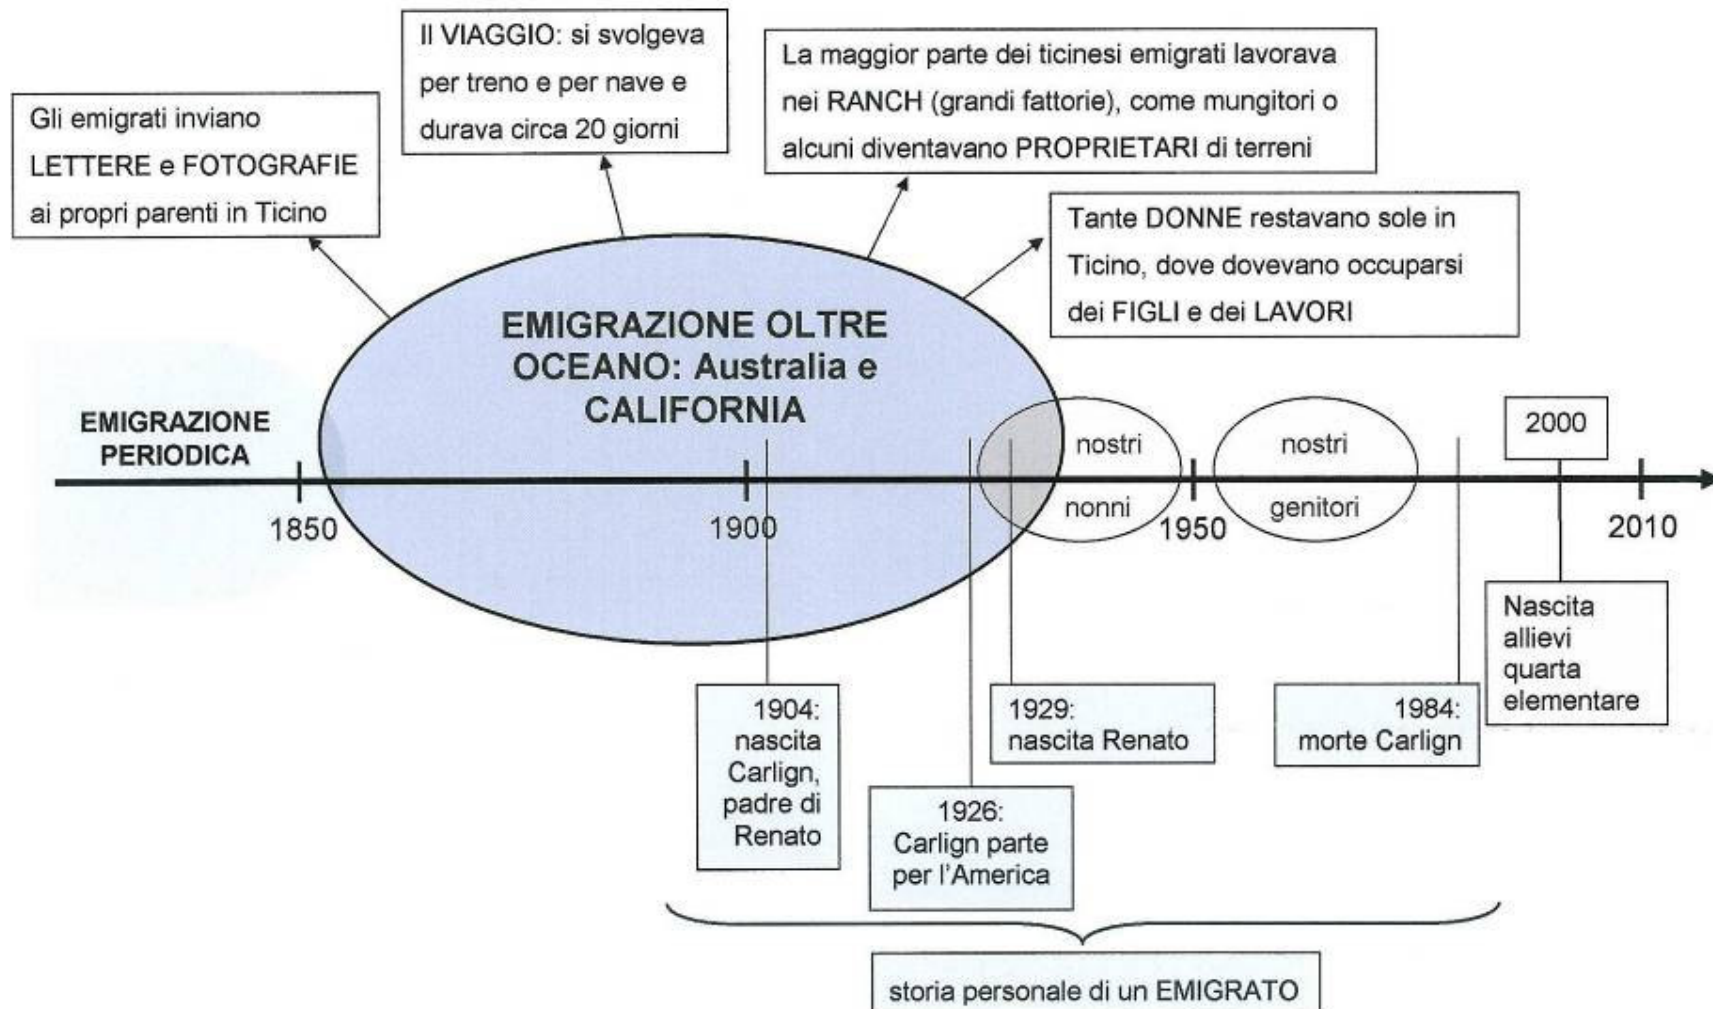 Il VIAGGIO: si svolgeva
per treno e per nave e
durava circa 20 giorni
La maggior parte dei ticinesi emigrati lavorava
nei RANCH (grandi fattorie), come mungitori o
alcuni diventavano PROPRIETARI di terreni
Gli emigrati inviano
LETTERE e FOTOGRAFIE
ai propri parenti in Ticino
Tante DONNE restavano sole in
Ticino, dove dovevano occuparsi
dei FIGLI e dei LAVORI
EMIGRAZIONE OLTRE
OCEANO: Australia e
CALIFORNIA
EMIGRAZIONE
PERIODICA
nostri
nonni
nostri
genitori
2000
1850
1900
1950
2010
Nascita
allievi
quarta
elementare
1904:
nascita
Carlign,
padre di
Renato
1926:
Carlign parte
per l'America
1929:
nascita Renato
1984:
morte Carlign
storia personale di un EMIGRATO